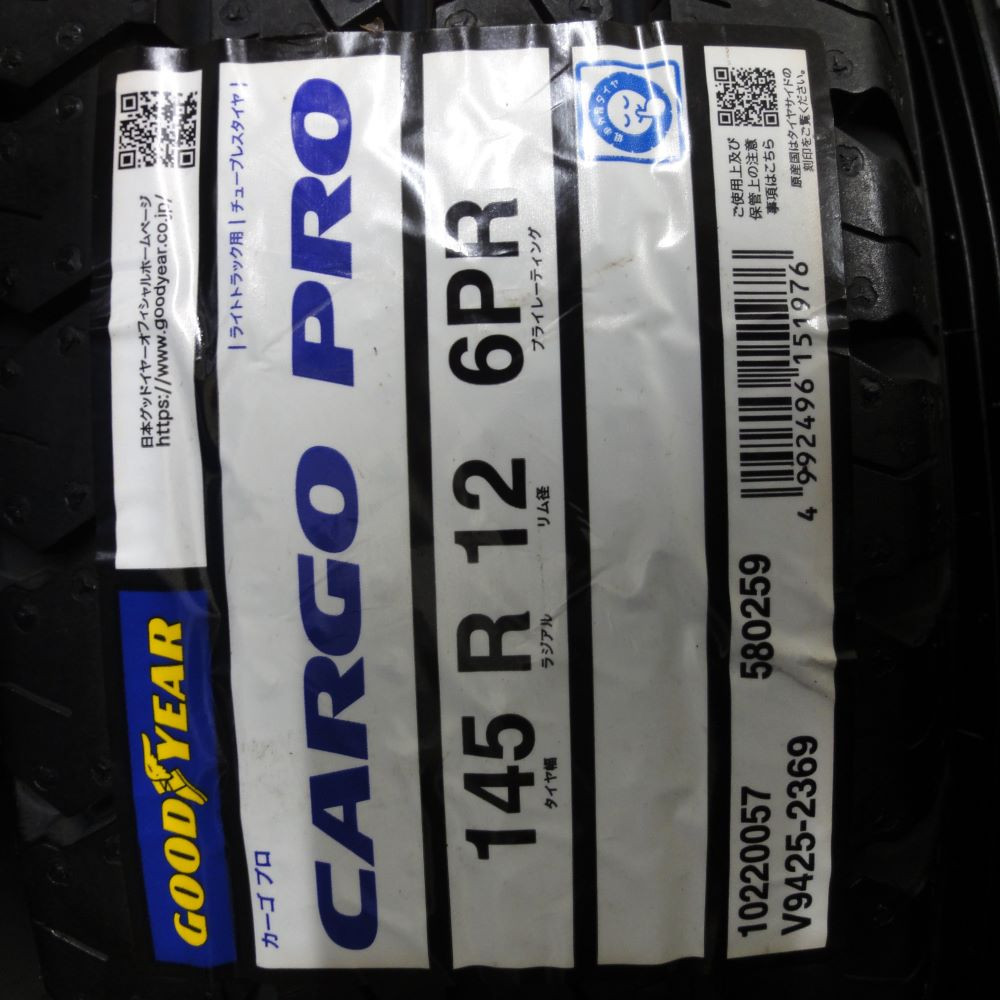 GOODYEAR
日本グッドイヤーオフィシャルホームページ
https://www.goodyear.co.jp/
カーゴ プロ
| ライトトラック用 | チューブレスタイヤ |
CARGO PRO
145 R 12 6PR
タイヤ幅 ラジアル リム径 プライレーティング
低車外音タイヤ
10220057 580259
V9425-2369
4 992496 151976
ご使用上及び
保管上の注意
事項はこちら
原産国はタイヤサイドの
刻印をご覧ください。